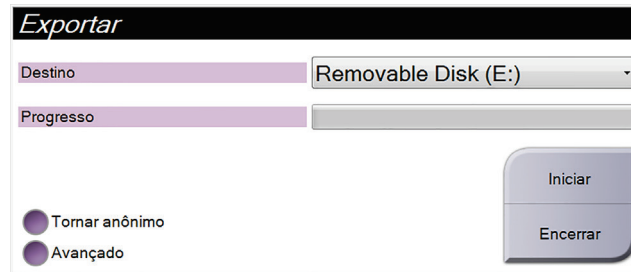 Exportar
Destino
Removable Disk (E:)
Progresso
Iniciar
Tornar anônimo
Encerrar
Avançado